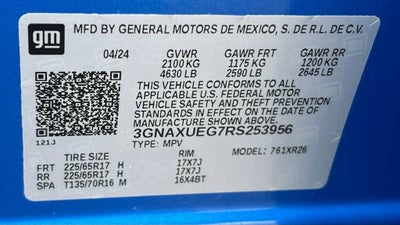 gm
MFD BY GENERAL MOTORS DE MEXICO, S. DE R.L. DE C.V.
04/24 GVWR GAWR FRT GAWR RR
2100 KG 1175 KG 1200 KG
4630 LB 2590 LB 2645 LB
THIS VEHICLE CONFORMS TO ALL
APPLICABLE U.S. FEDERAL MOTOR
VEHICLE SAFETY AND THEFT PREVENTION
STANDARDS IN EFFECT ON THE DATE OF
MANUFACTURE SHOWN ABOVE.
3GNAXUEG7RS253956
121J TYPE: MPV MODEL: 761XR26
TIRE SIZE RIM
FRT 225/65R17 H 17X7J
RR 225/65R17 H 17X7J
SPA T135/70R16 M 16X4BT